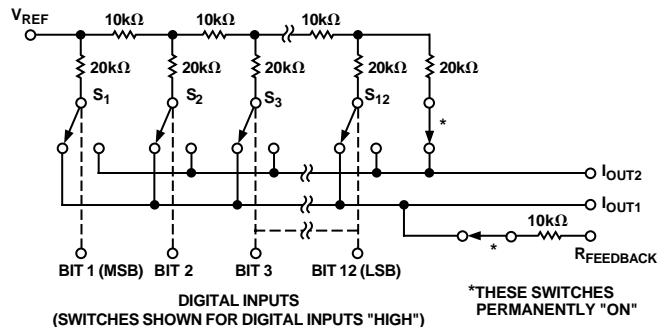 VREF
10kΩ 10kΩ 10kΩ
20kΩ 20kΩ 20kΩ 20kΩ 20kΩ
S1 S2 S3 S12
*
IOUT2
IOUT1
10kΩ
*
RFEEDBACK
BIT 1 (MSB) BIT 2 BIT 3 BIT 12 (LSB)
DIGITAL INPUTS
(SWITCHES SHOWN FOR DIGITAL INPUTS "HIGH")
*THESE SWITCHES
PERMANENTLY "ON"